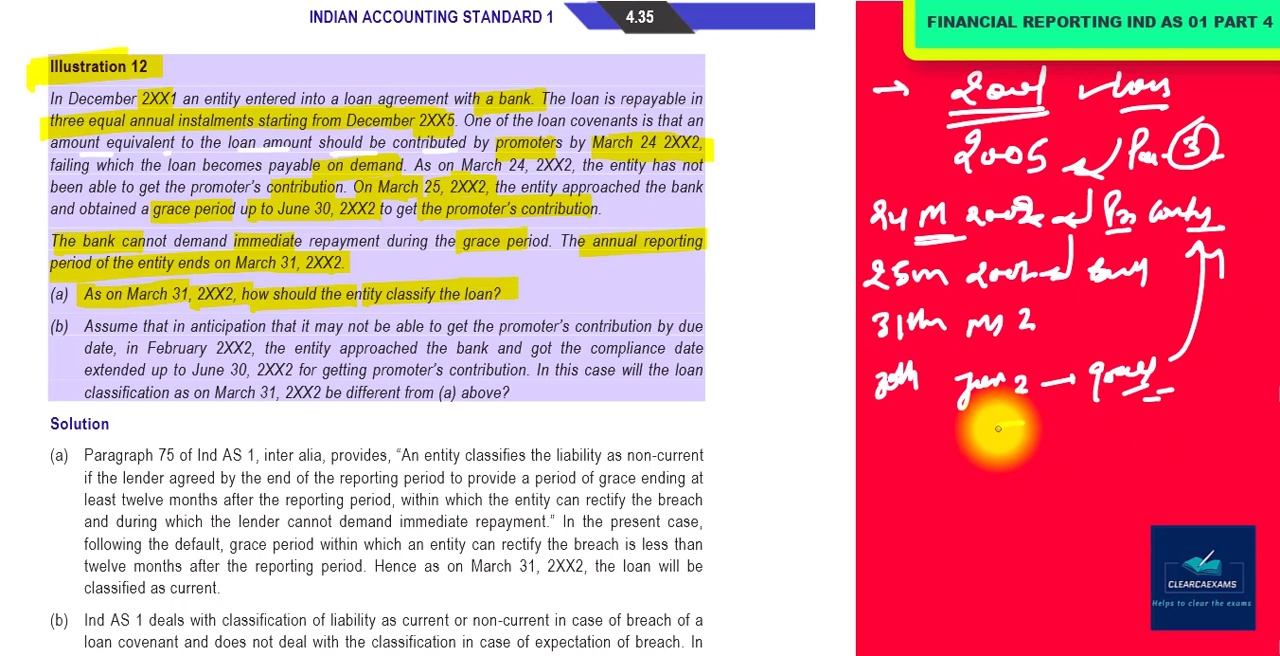 INDIAN ACCOUNTING STANDARD 1 4.35
Illustration 12
In December 2XX1 an entity entered into a loan agreement with a bank. The loan is repayable in
three equal annual instalments starting from December 2XX5. One of the loan covenants is that an
amount equivalent to the loan amount should be contributed by promoters by March 24 2XX2,
failing which the loan becomes payable on demand. As on March 24, 2XX2, the entity has not
been able to get the promoter's contribution. On March 25, 2XX2, the entity approached the bank
and obtained a grace period up to June 30, 2XX2 to get the promoter's contribution.
The bank cannot demand immediate repayment during the grace period. The annual reporting
period of the entity ends on March 31, 2XX2.
(a) As on March 31, 2XX2, how should the entity classify the loan?
(b) Assume that in anticipation that it may not be able to get the promoter's contribution by due
date, in February 2XX2, the entity approached the bank and got the compliance date
extended up to June 30, 2XX2 for getting promoter's contribution. In this case will the loan
classification as on March 31, 2XX2 be different from (a) above?
Solution
(a) Paragraph 75 of Ind AS 1, inter alia, provides, “An entity classifies the liability as non-current
if the lender agreed by the end of the reporting period to provide a period of grace ending at
least twelve months after the reporting period, within which the entity can rectify the breach
and during which the lender cannot demand immediate repayment.” In the present case,
following the default, grace period within which an entity can rectify the breach is less than
twelve months after the reporting period. Hence as on March 31, 2XX2, the loan will be
classified as current.
(b) Ind AS 1 deals with classification of liability as current or non-current in case of breach of a
loan covenant and does not deal with the classification in case of expectation of breach. In
FINANCIAL REPORTING IND AS 01 PART 4
→ 2001 loan
2005 3
24 M 2002
25m
31th 2
30th Jun 2 →
CLEARCAEXAMS
Helps to clear the exams